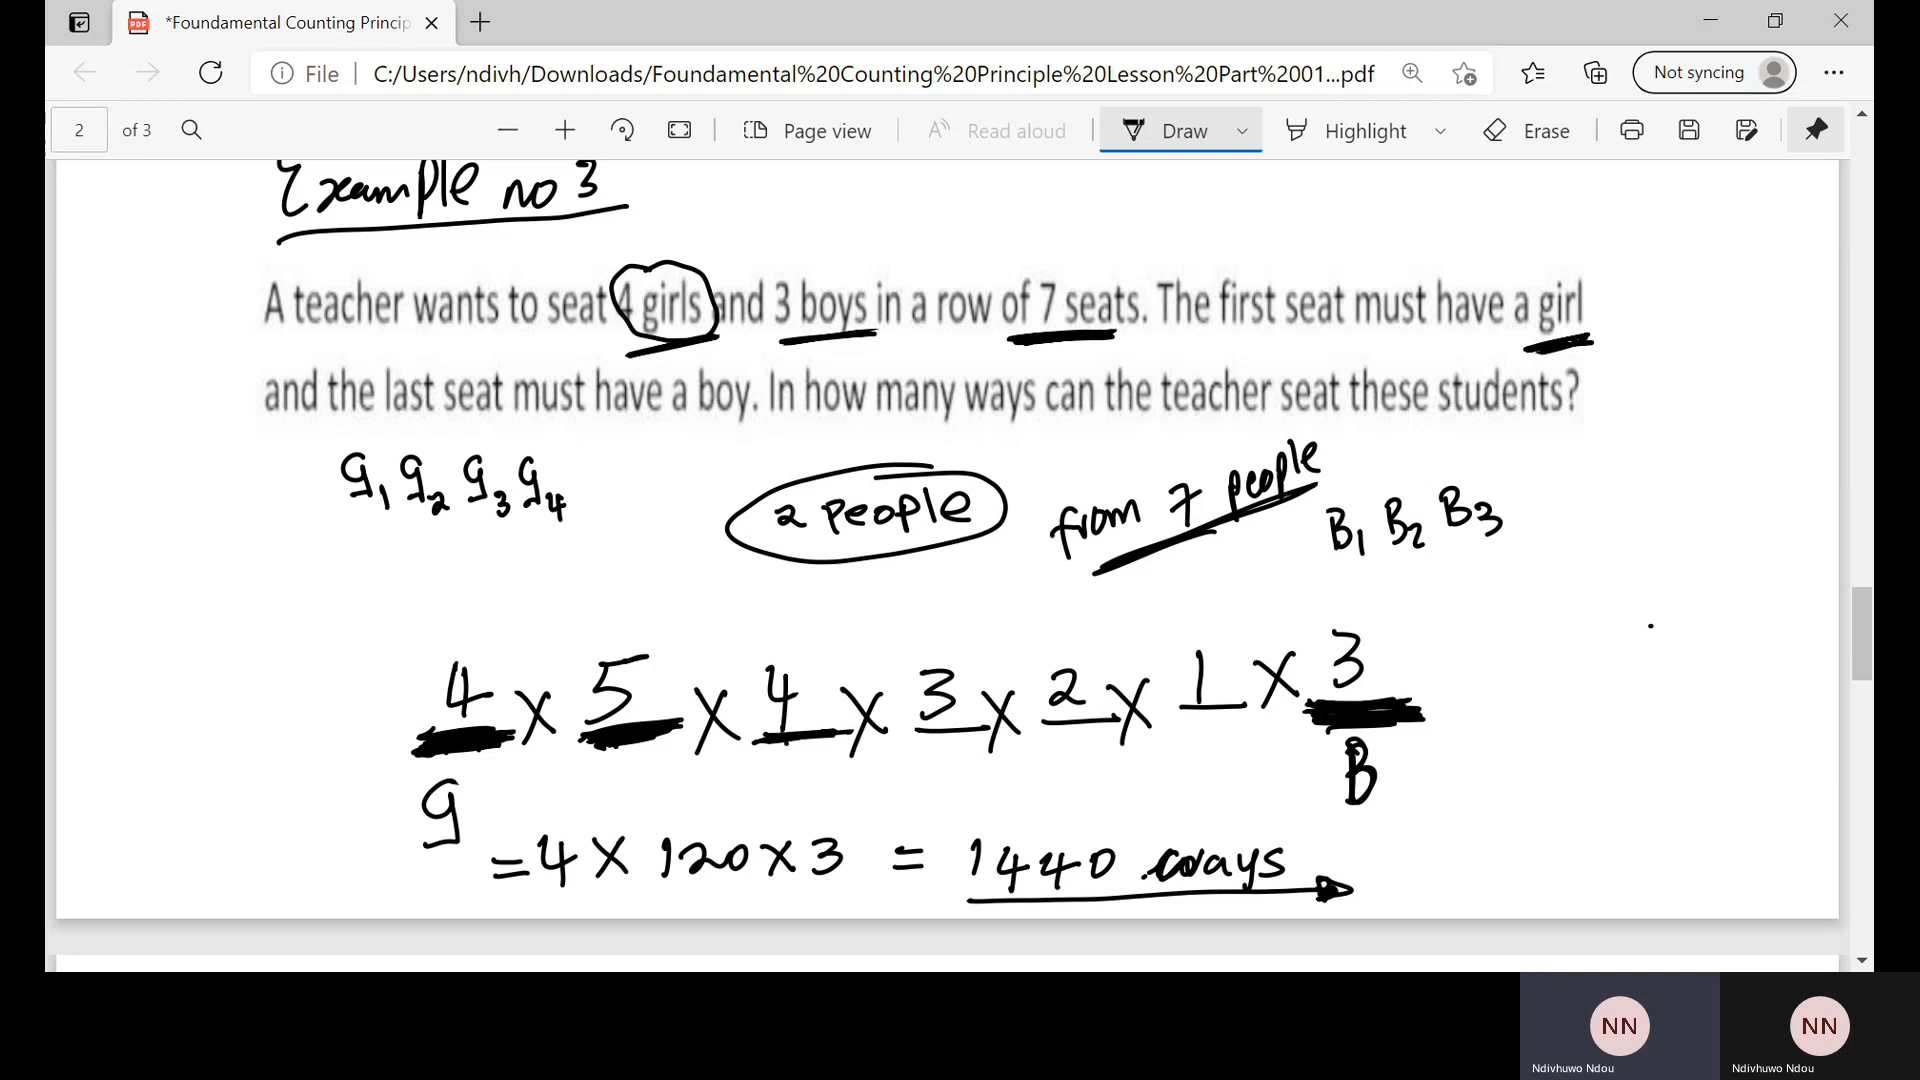 *Foundamental Counting Princip
File
C:/Users/ndivh/Downloads/Foundamental%20Counting%20Principle%20Lesson%20Part%2001...pdf
Not syncing
2 of 3
Page view
Read aloud
Draw
Highlight
Erase
Example no 3
A teacher wants to seat 4 girls and 3 boys in a row of 7 seats. The first seat must have a girl
and the last seat must have a boy. In how many ways can the teacher seat these students?
g1 g2 g3 g4
2 people
from 7 people
B1 B2 B3
4 x 5 x 4 x 3 x 2 x 1 x 3
g
B
= 4 x 120 x 3 = 1440 ways
NN
NN
Ndivhuwo Ndou
Ndivhuwo Ndou